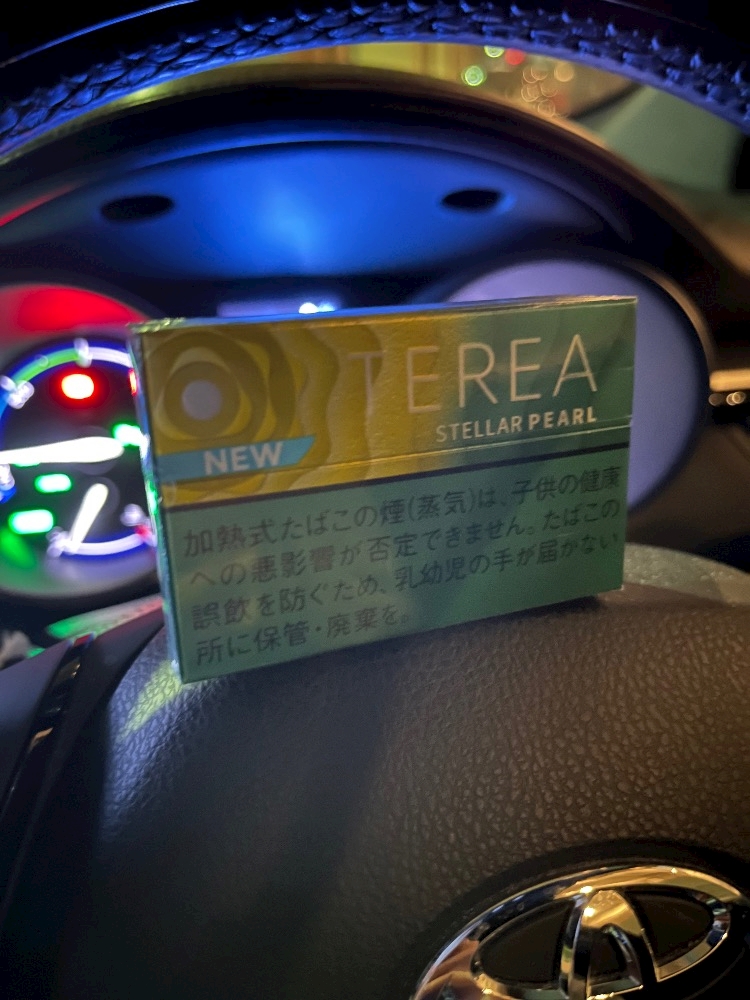 TEREA
STELLAR PEARL
NEW
加熱式たばこの煙(蒸気)は、子供の健康
への悪影響が否定できません。たばこの
誤飲を防ぐため、乳幼児の手が届かない
所に保管・廃棄を。